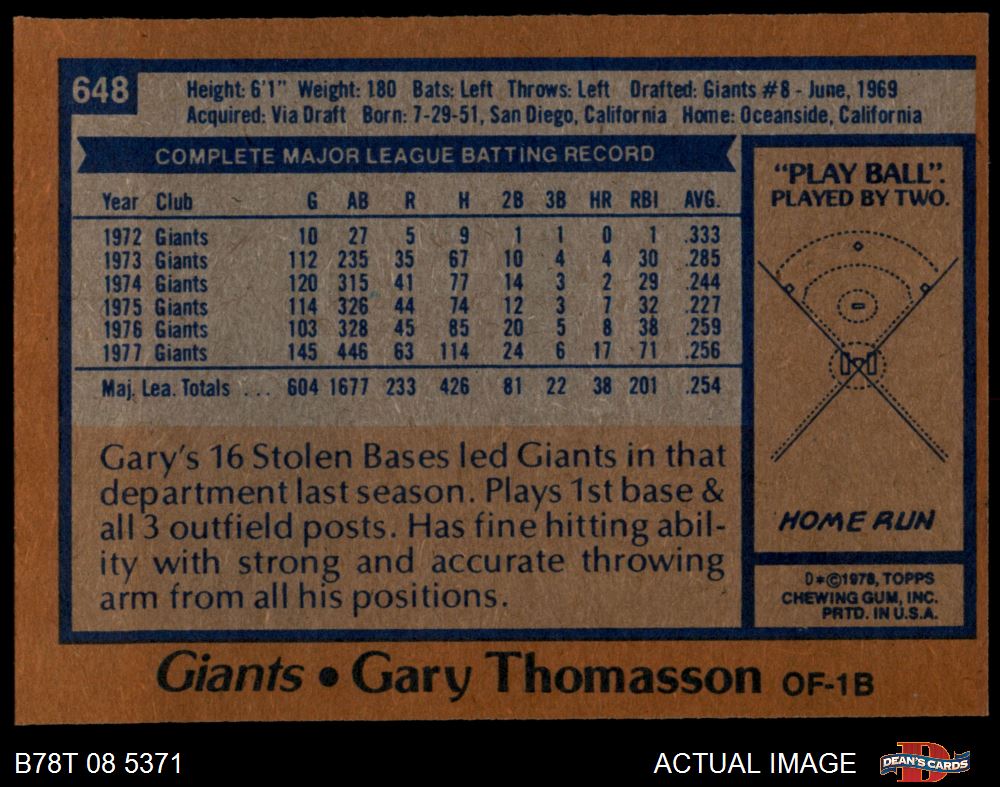 648
Height: 6'1" Weight: 180 Bats: Left Throws: Left Drafted: Giants #8 - June, 1969
Acquired: Via Draft Born: 7-29-51, San Diego, California Home: Oceanside, California
COMPLETE MAJOR LEAGUE BATTING RECORD
Year Club G AB R H 2B 3B HR RBI AVG.
1972 Giants 10 27 5 9 1 1 0 1 .333
1973 Giants 112 235 35 67 10 4 4 30 .285
1974 Giants 120 315 41 77 14 3 2 29 .244
1975 Giants 114 326 44 74 12 3 7 32 .227
1976 Giants 103 328 45 85 20 5 8 38 .259
1977 Giants 145 446 63 114 24 6 17 71 .256
Maj. Lea. Totals ... 604 1677 233 426 81 22 38 201 .254
Gary's 16 Stolen Bases led Giants in that
department last season. Plays 1st base &
all 3 outfield posts. Has fine hitting abil-
ity with strong and accurate throwing
arm from all his positions.
"PLAY BALL".
PLAYED BY TWO.
HOME RUN
D*©1978, TOPPS
CHEWING GUM, INC.
PRTD. IN U.S.A.
Giants • Gary Thomasson OF-1B
B78T 08 5371
ACTUAL IMAGE
DEAN'S CARDS